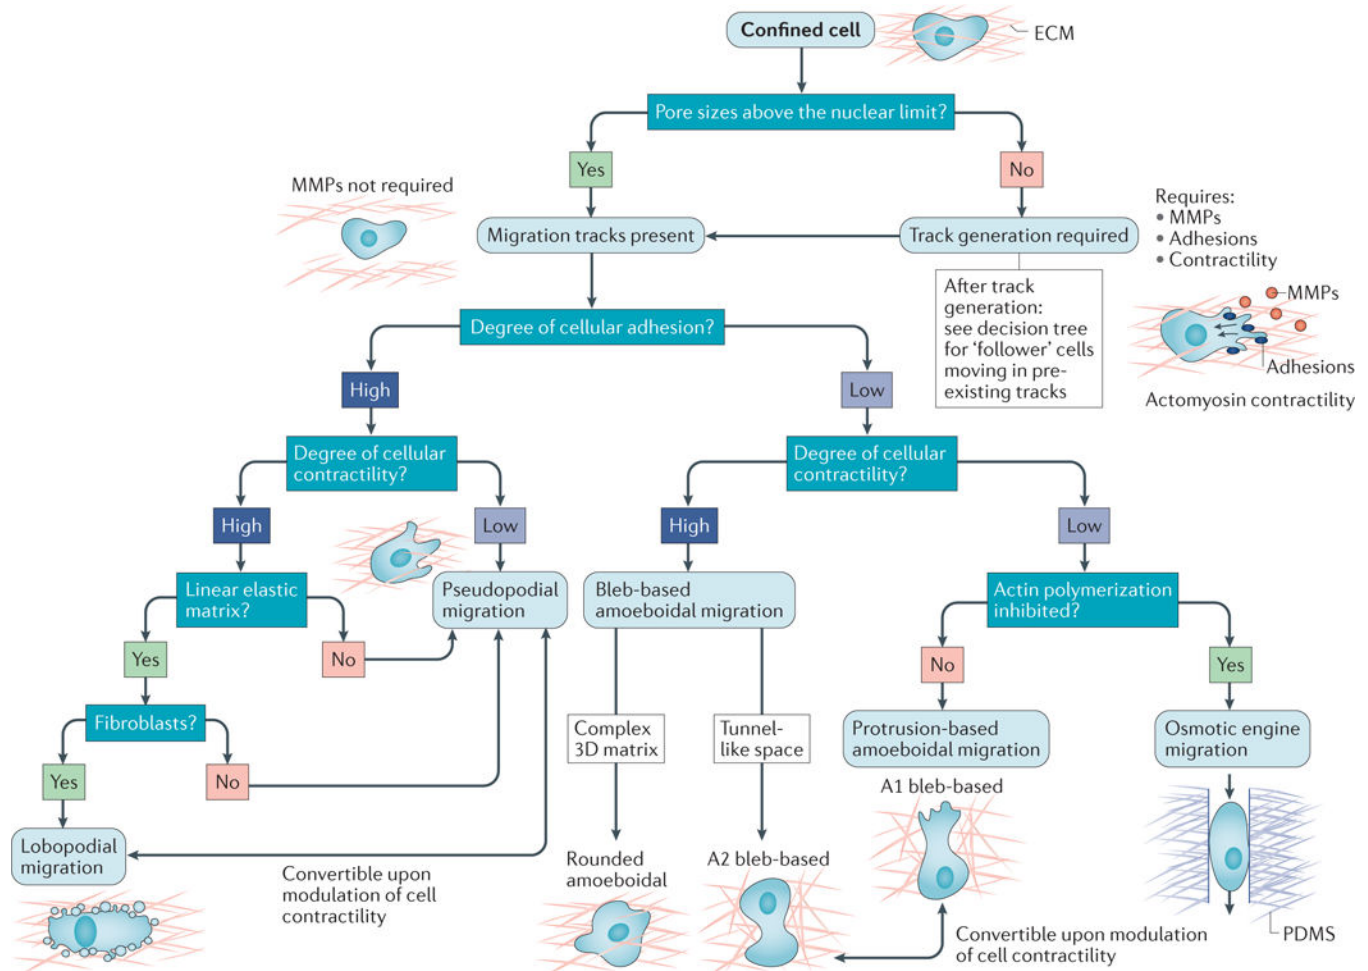 Confined cell
ECM
Pore sizes above the nuclear limit?
Yes
No
MMPs not required
Requires:
• MMPs
• Adhesions
• Contractility
Migration tracks present
Track generation required
After track
generation:
see decision tree
for ‘follower’ cells
moving in pre-
existing tracks
MMPs
Adhesions
Actomyosin contractility
Degree of cellular adhesion?
High
Low
Degree of cellular
contractility?
Degree of cellular
contractility?
High
Low
High
Low
Linear elastic
matrix?
Pseudopodial
migration
Bleb-based
amoeboidal migration
Actin polymerization
inhibited?
Yes
No
No
Yes
Fibroblasts?
Complex
3D matrix
Tunnel-
like space
Protrusion-based
amoeboidal migration
Osmotic engine
migration
Yes
No
A1 bleb-based
Lobopodial
migration
Convertible upon
modulation of cell
contractility
Rounded
amoeboidal
A2 bleb-based
Convertible upon modulation
of cell contractility
PDMS